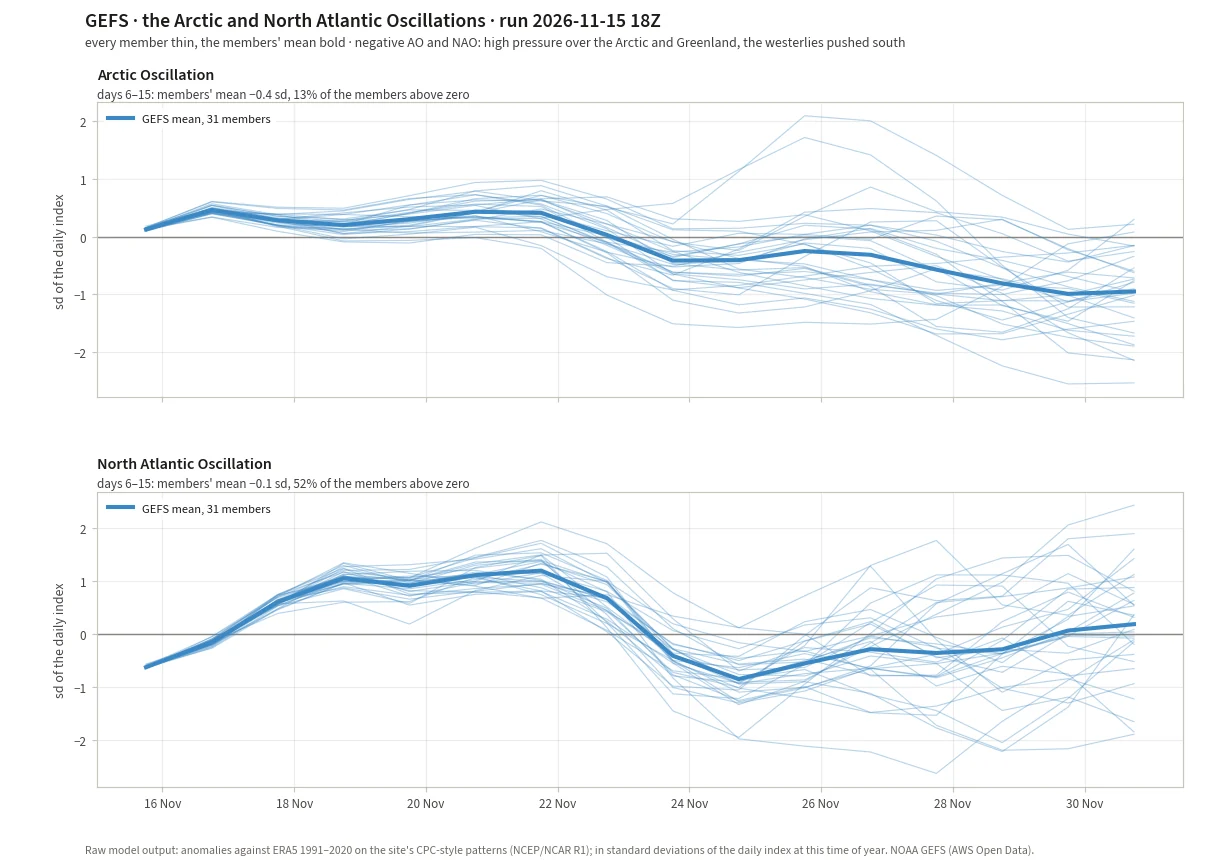 GEFS · the Arctic and North Atlantic Oscillations · run 2026-11-15 18Z
every member thin, the members' mean bold · negative AO and NAO: high pressure over the Arctic and Greenland, the westerlies pushed south
Arctic Oscillation
days 6–15: members' mean −0.4 sd, 13% of the members above zero
GEFS mean, 31 members
sd of the daily index
2
1
0
−1
−2
North Atlantic Oscillation
days 6–15: members' mean −0.1 sd, 52% of the members above zero
GEFS mean, 31 members
sd of the daily index
2
1
0
−1
−2
16 Nov 18 Nov 20 Nov 22 Nov 24 Nov 26 Nov 28 Nov 30 Nov
Raw model output: anomalies against ERA5 1991–2020 on the site's CPC-style patterns (NCEP/NCAR R1); in standard deviations of the daily index at this time of year. NOAA GEFS (AWS Open Data).